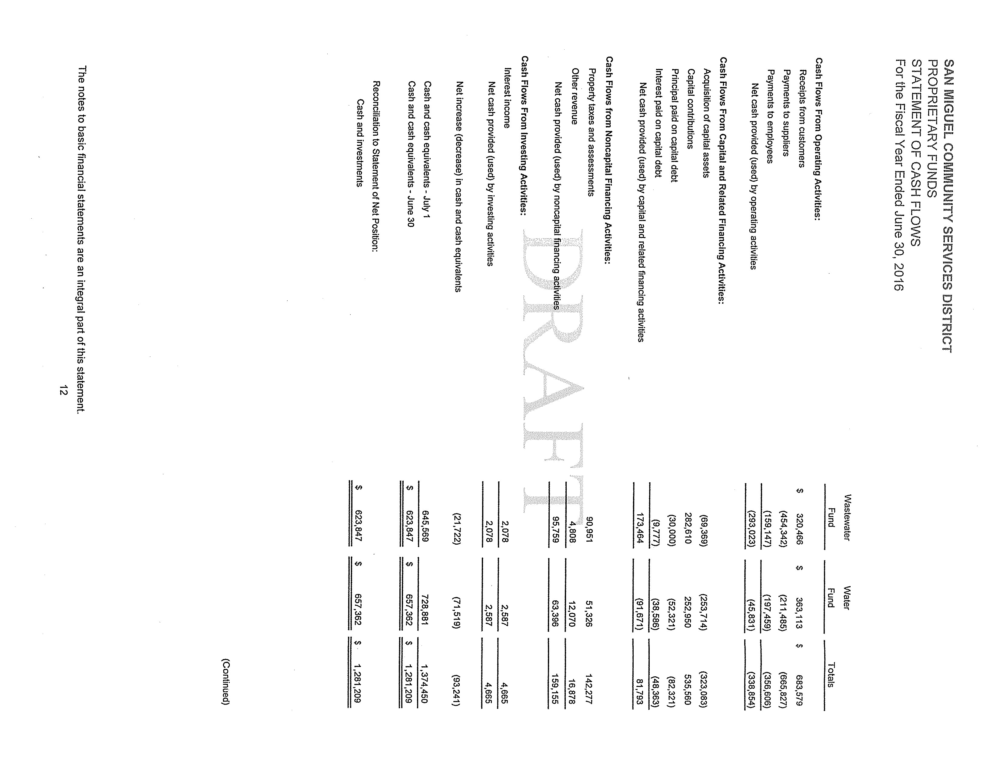 SAN MIGUEL COMMUNITY SERVICES DISTRICT
PROPRIETARY FUNDS
STATEMENT OF CASH FLOWS
For the Fiscal Year Ended June 30, 2016
Wastewater Water
Fund Fund Totals
Cash Flows From Operating Activities:
Receipts from customers $ 320,466 $ 363,113 $ 683,579
Payments to suppliers (454,342) (211,485) (665,827)
Payments to employees (159,147) (197,459) (356,606)
Net cash provided (used) by operating activities (293,023) (45,831) (338,854)
Cash Flows From Capital and Related Financing Activities:
Acquisition of capital assets (69,369) (253,714) (323,083)
Capital contributions 282,610 252,950 535,560
Principal paid on capital debt (30,000) (52,321) (82,321)
Interest paid on capital debt (9,777) (38,586) (48,363)
Net cash provided (used) by capital and related financing activities 173,464 (91,671) 81,793
Cash Flows from Noncapital Financing Activities:
Property taxes and assessments 90,951 51,326 142,277
Other revenue 4,808 12,070 16,878
Net cash provided (used) by noncapital financing activities 95,759 63,396 159,155
DRAFT
Cash Flows From Investing Activities:
Interest income 2,078 2,587 4,665
Net cash provided (used) by investing activities 2,078 2,587 4,665
Net increase (decrease) in cash and cash equivalents (21,722) (71,519) (93,241)
Cash and cash equivalents - July 1 645,569 728,881 1,374,450
Cash and cash equivalents - June 30 $ 623,847 $ 657,362 $ 1,281,209
Reconciliation to Statement of Net Position:
Cash and investments $ 623,847 $ 657,362 $ 1,281,209
(Continued)
The notes to basic financial statements are an integral part of this statement.
12